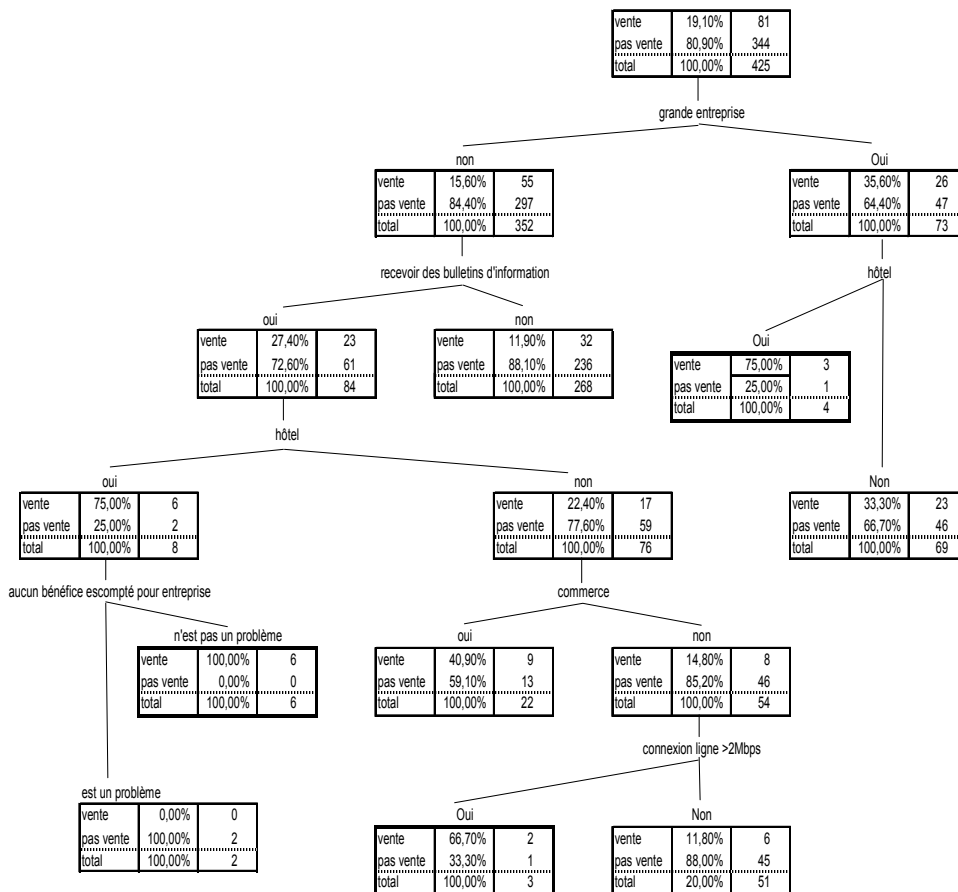 vente 19,10% 81
pas vente 80,90% 344
total 100,00% 425
grande entreprise
non
vente 15,60% 55
pas vente 84,40% 297
total 100,00% 352
Oui
vente 35,60% 26
pas vente 64,40% 47
total 100,00% 73
recevoir des bulletins d'information
hôtel
oui
vente 27,40% 23
pas vente 72,60% 61
total 100,00% 84
non
vente 11,90% 32
pas vente 88,10% 236
total 100,00% 268
Oui
vente 75,00% 3
pas vente 25,00% 1
total 100,00% 4
hôtel
oui
vente 75,00% 6
pas vente 25,00% 2
total 100,00% 8
non
vente 22,40% 17
pas vente 77,60% 59
total 100,00% 76
Non
vente 33,30% 23
pas vente 66,70% 46
total 100,00% 69
aucun bénéfice escompté pour entreprise
commerce
n'est pas un problème
vente 100,00% 6
pas vente 0,00% 0
total 100,00% 6
oui
vente 40,90% 9
pas vente 59,10% 13
total 100,00% 22
non
vente 14,80% 8
pas vente 85,20% 46
total 100,00% 54
connexion ligne >2Mbps
est un problème
vente 0,00% 0
pas vente 100,00% 2
total 100,00% 2
Oui
vente 66,70% 2
pas vente 33,30% 1
total 100,00% 3
Non
vente 11,80% 6
pas vente 88,00% 45
total 20,00% 51